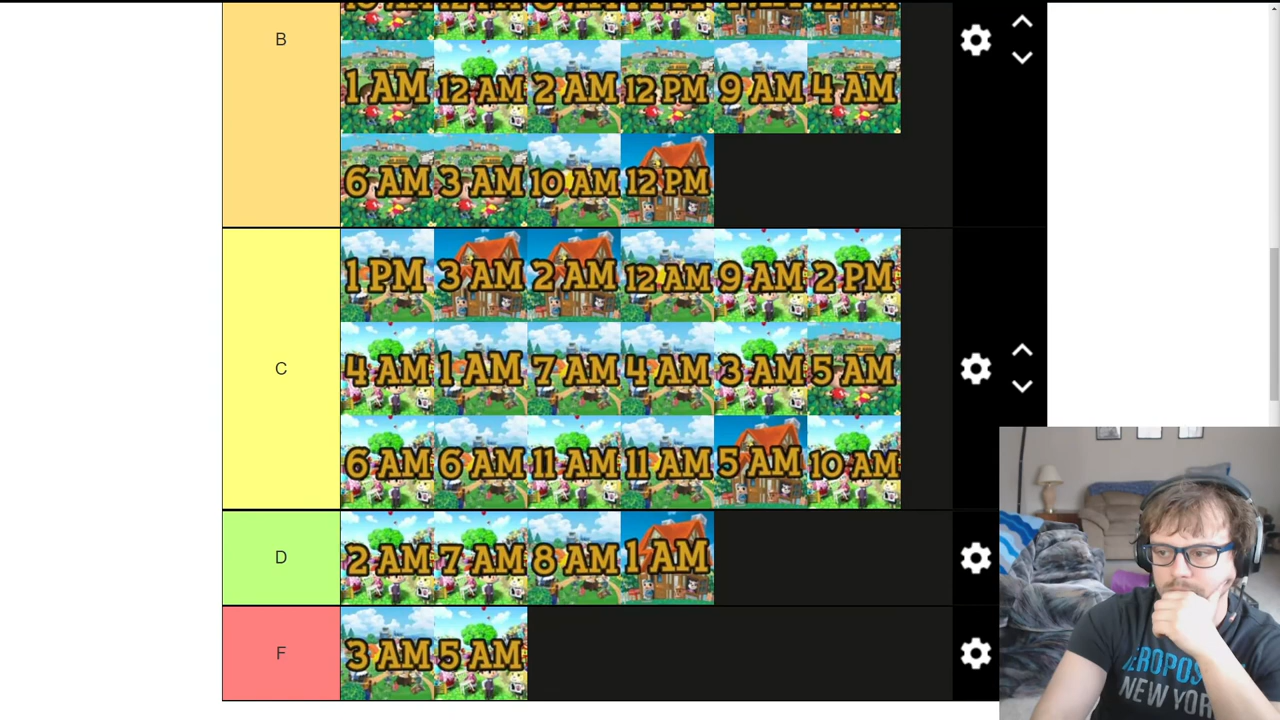 B
1 AM 12 AM 2 AM 12 PM 9 AM 4 AM
6 AM 3 AM 10 AM 12 PM
C
1 PM 3 AM 2 AM 12 AM 9 AM 2 PM
4 AM 1 AM 7 AM 4 AM 3 AM 5 AM
6 AM 6 AM 11 AM 11 AM 5 AM 10 AM
D
2 AM 7 AM 8 AM 1 AM
F
3 AM 5 AM
NEW YOR